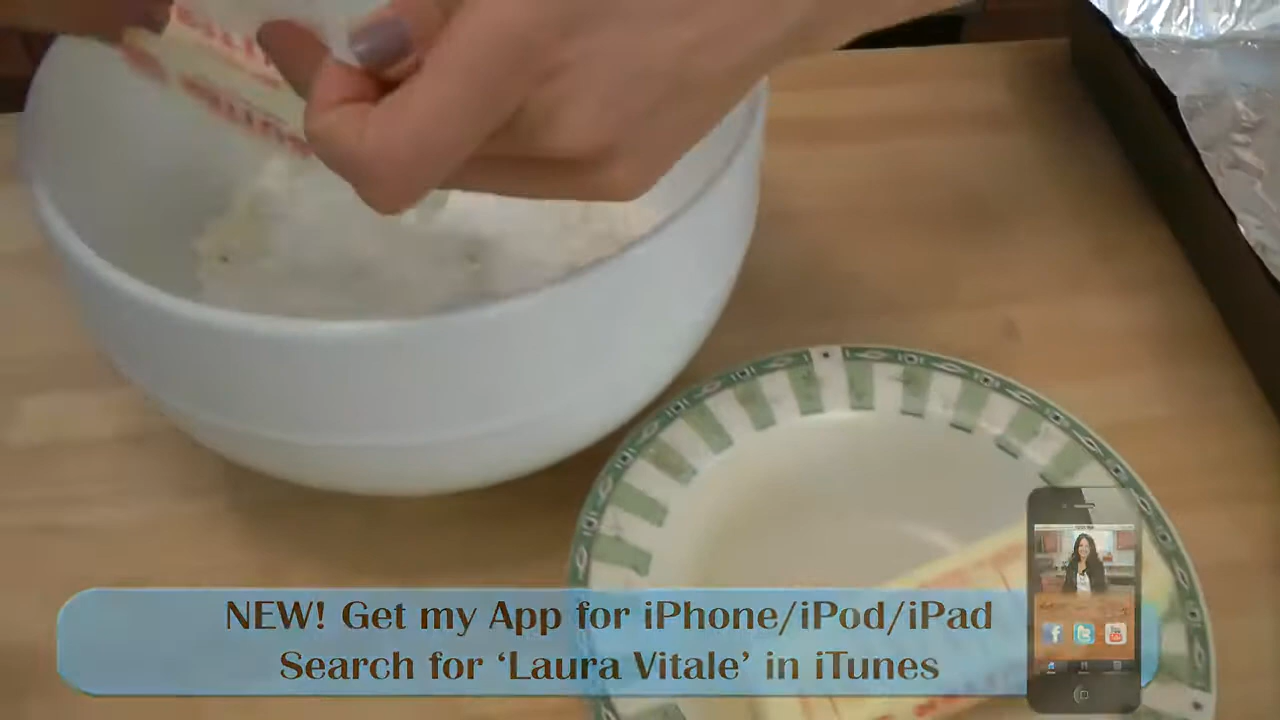 NEW! Get my App for iPhone/iPod/iPad
Search for ‘Laura Vitale’ in iTunes